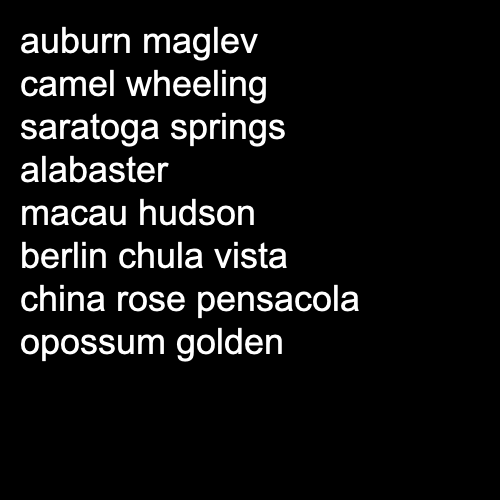 auburn maglev
camel wheeling
saratoga springs
alabaster
macau hudson
berlin chula vista
china rose pensacola
opossum golden